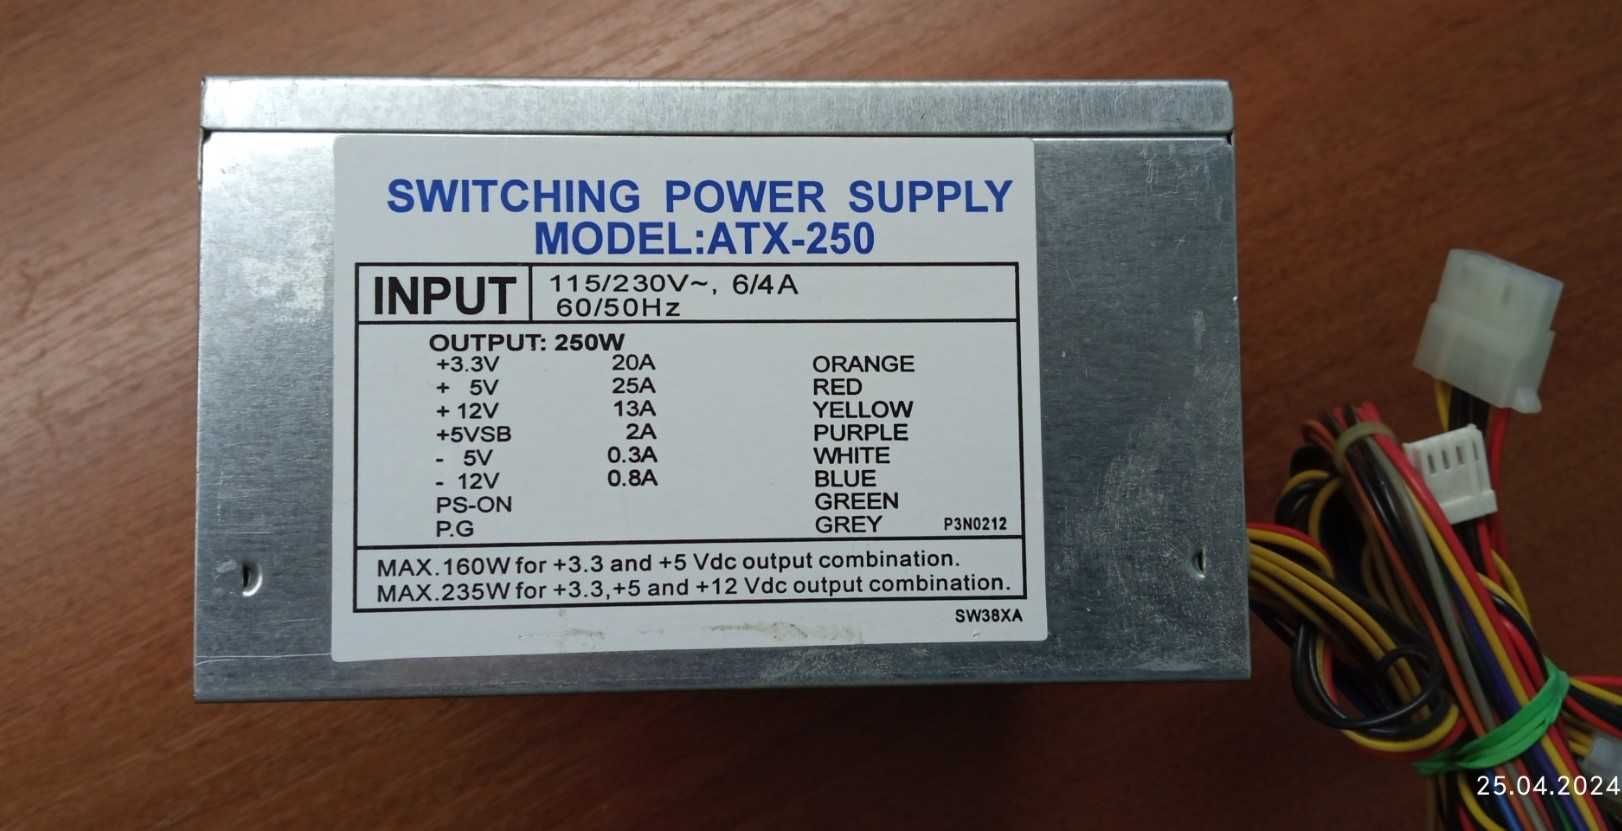 SWITCHING POWER SUPPLY
MODEL:ATX-250
INPUT 115/230V~, 6/4A
60/50Hz
OUTPUT: 250W
+3.3V 20A ORANGE
+ 5V 25A RED
+ 12V 13A YELLOW
+5VSB 2A PURPLE
- 5V 0.3A WHITE
- 12V 0.8A BLUE
PS-ON GREEN
P.G GREY P3N0212
MAX.160W for +3.3 and +5 Vdc output combination.
MAX.235W for +3.3,+5 and +12 Vdc output combination.
SW38XA
25.04.2024